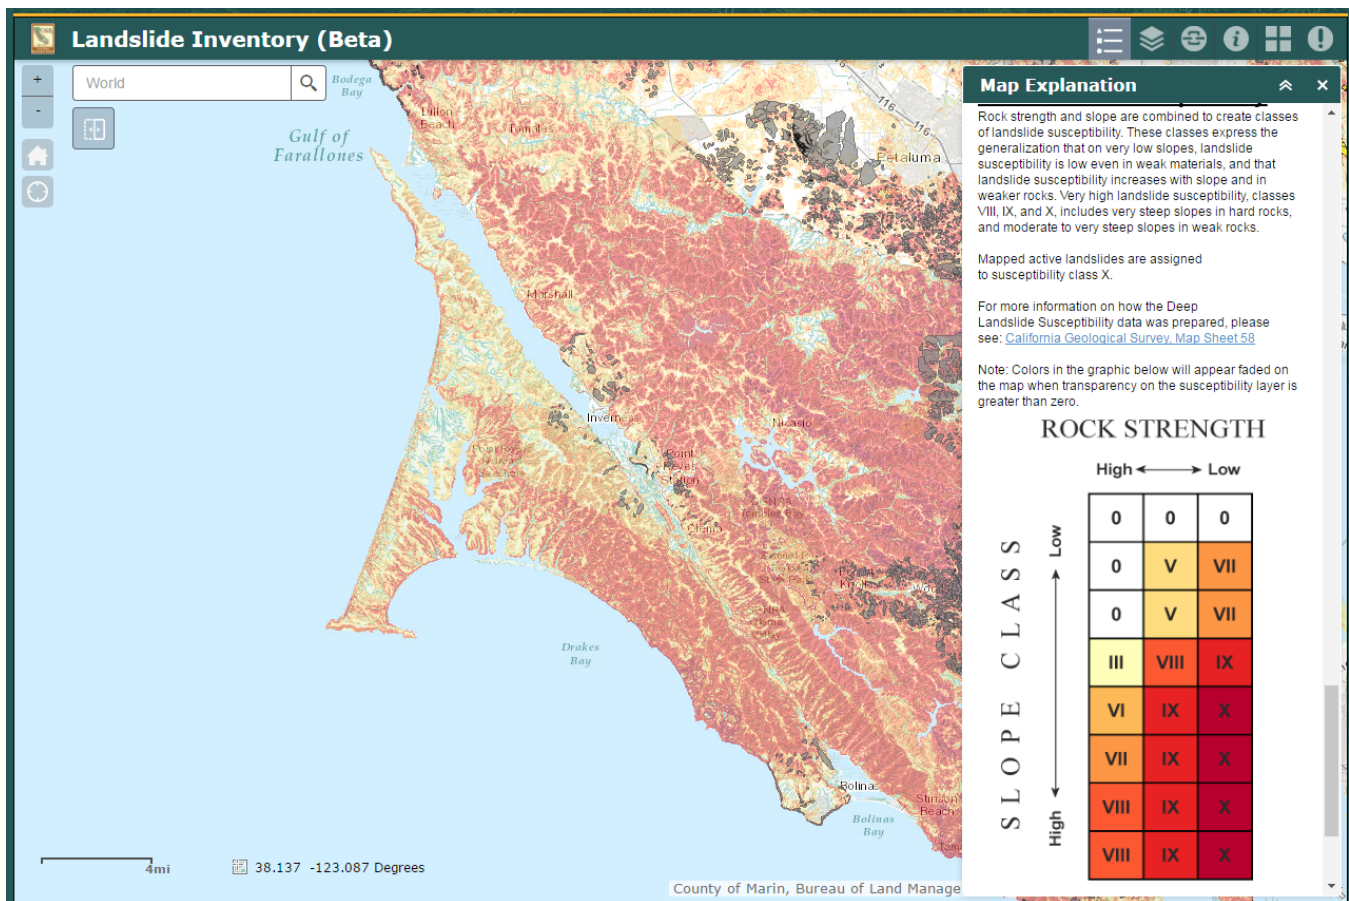 Landslide Inventory (Beta)
+
-
World
Bodega
Bay
Dillon
Beach
Tomales
116
116
116
Gulf of
Farallones
Petaluma
Marshall
Inverness
Nicasio
Point
Reyes
Station
Olema
Drakes
Bay
Bolinas
Bolinas
Bay
Stinson
Beach
4mi
38.137 -123.087 Degrees
County of Marin, Bureau of Land Manage
Map Explanation
Rock strength and slope are combined to create classes
of landslide susceptibility. These classes express the
generalization that on very low slopes, landslide
susceptibility is low even in weak materials, and that
landslide susceptibility increases with slope and in
weaker rocks. Very high landslide susceptibility, classes
VIII, IX, and X, includes very steep slopes in hard rocks,
and moderate to very steep slopes in weak rocks.
Mapped active landslides are assigned
to susceptibility class X.
For more information on how the Deep
Landslide Susceptibility data was prepared, please
see: California Geological Survey, Map Sheet 58
Note: Colors in the graphic below will appear faded on
the map when transparency on the susceptibility layer is
greater than zero.
ROCK STRENGTH
High Low
SLOPE CLASS
Low
High
0 0 0
0 V VII
0 V VII
III VIII IX
VI IX X
VII IX X
VIII IX X
VIII IX X